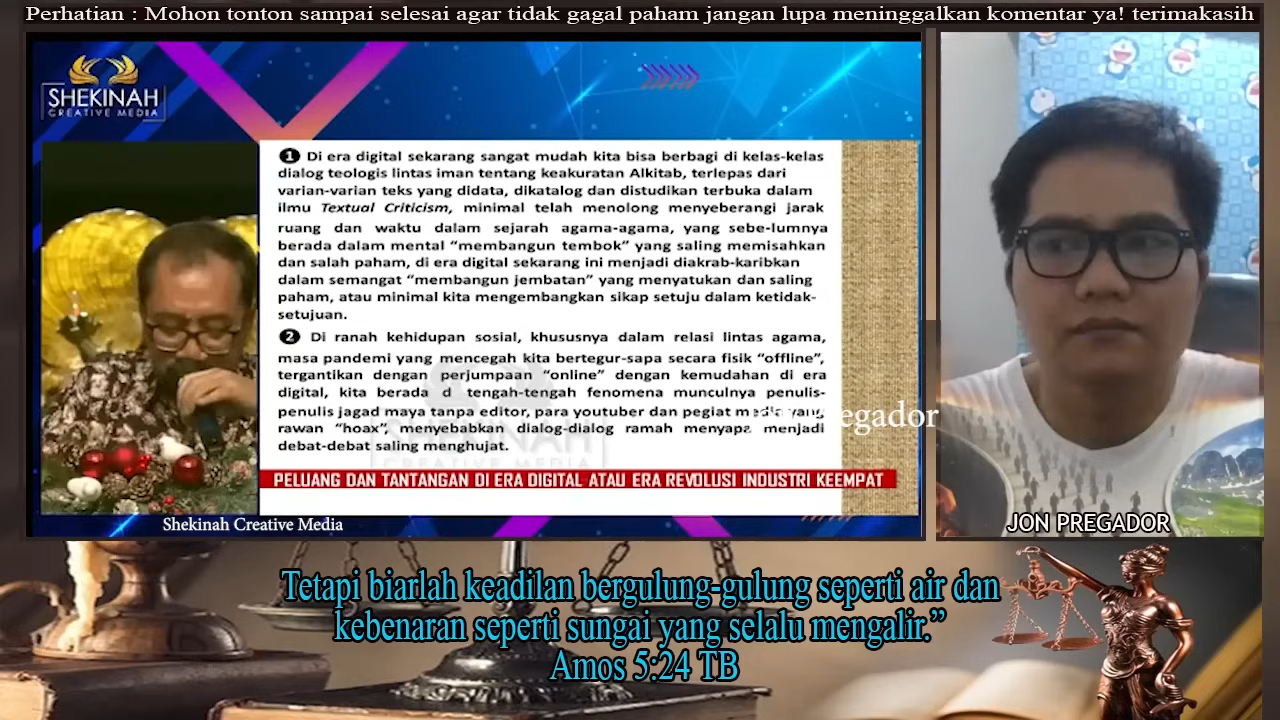 Perhatian : Mohon tonton sampai selesai agar tidak gagal paham jangan lupa meninggalkan komentar ya! terimakasih
SHEKINAH
CREATIVE MEDIA
1 Di era digital sekarang sangat mudah kita bisa berbagi di kelas-kelas
dialog teologis lintas iman tentang keakuratan Alkitab, terlepas dari
varian-varian teks yang didata, dikatalog dan distudikan terbuka dalam
ilmu Textual Criticism, minimal telah menolong menyeberangi jarak
ruang dan waktu dalam sejarah agama-agama, yang sebe-lumnya
berada dalam mental “membangun tembok” yang saling memisahkan
dan salah paham, di era digital sekarang ini menjadi diakrab-karibkan
dalam semangat “membangun jembatan” yang menyatukan dan saling
paham, atau minimal kita mengembangkan sikap setuju dalam ketidak-
setujuan.
2 Di ranah kehidupan sosial, khususnya dalam relasi lintas agama,
masa pandemi yang mencegah kita bertegur-sapa secara fisik “offline”,
tergantikan dengan perjumpaan “online” dengan kemudahan di era
digital, kita berada d tengah-tengah fenomena munculnya penulis-
penulis jagad maya tanpa editor, para youtuber dan pegiat yang
rawan “hoax”, menyebabkan dialog-dialog ramah menyapa menjadi
debat-debat saling menghujat.
SHEKINAH
CREATIVE MEDIA
PELUANG DAN TANTANGAN DI ERA DIGITAL ATAU ERA REVOLUSI INDUSTRI KEEMPAT
Shekinah Creative Media
JON PREGADOR
Tetapi biarlah keadilan bergulung-gulung seperti air dan
kebenaran seperti sungai yang selalu mengalir.”
Amos 5:24 TB